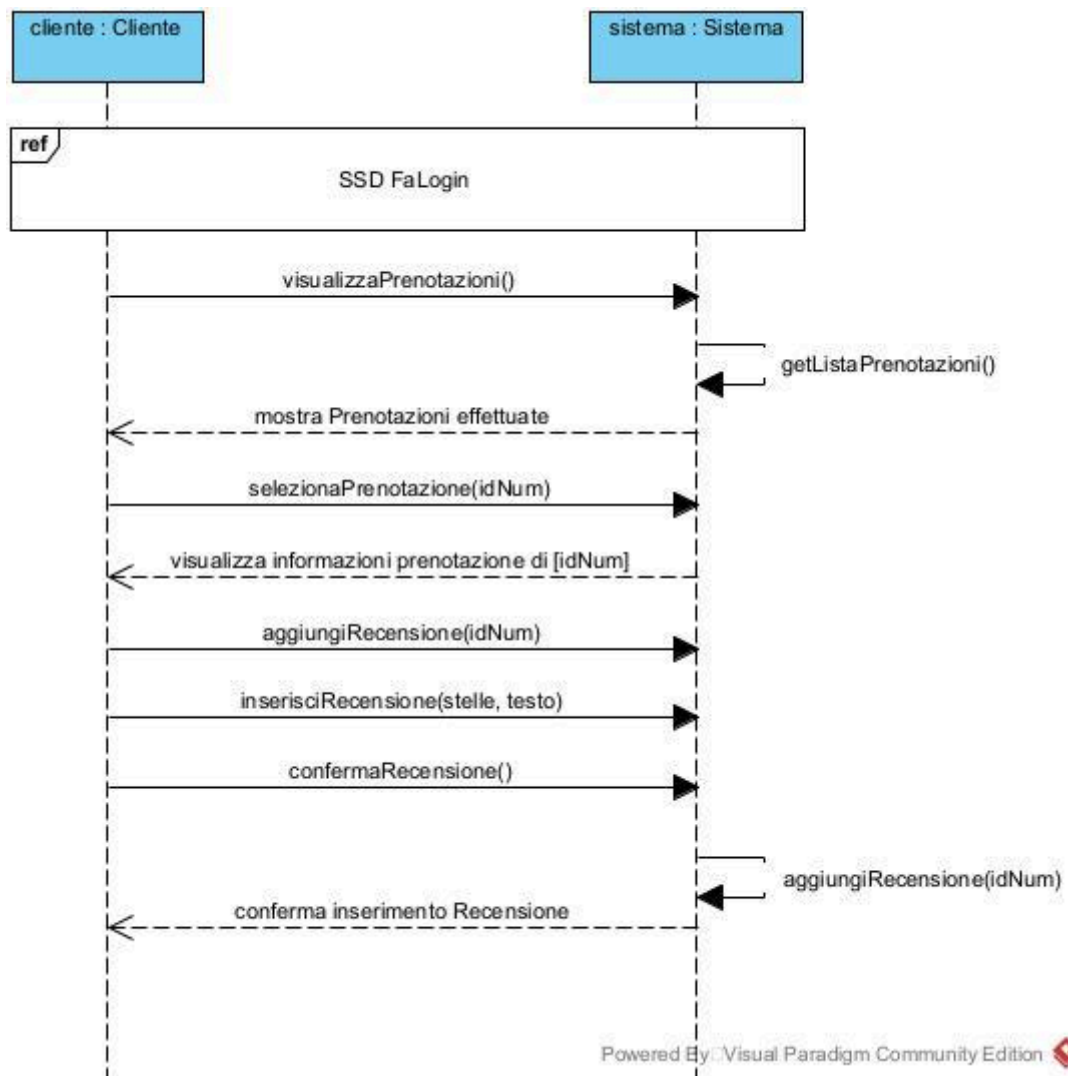 cliente : Cliente
sistema : Sistema
ref
SSD FaLogin
visualizzaPrenotazioni()
getListaPrenotazioni()
mostra Prenotazioni effettuate
selezionaPrenotazione(idNum)
visualizza informazioni prenotazione di [idNum]
aggiungiRecensione(idNum)
inserisciRecensione(stelle, testo)
confermaRecensione()
aggiungiRecensione(idNum)
conferma inserimento Recensione
Powered By Visual Paradigm Community Edition